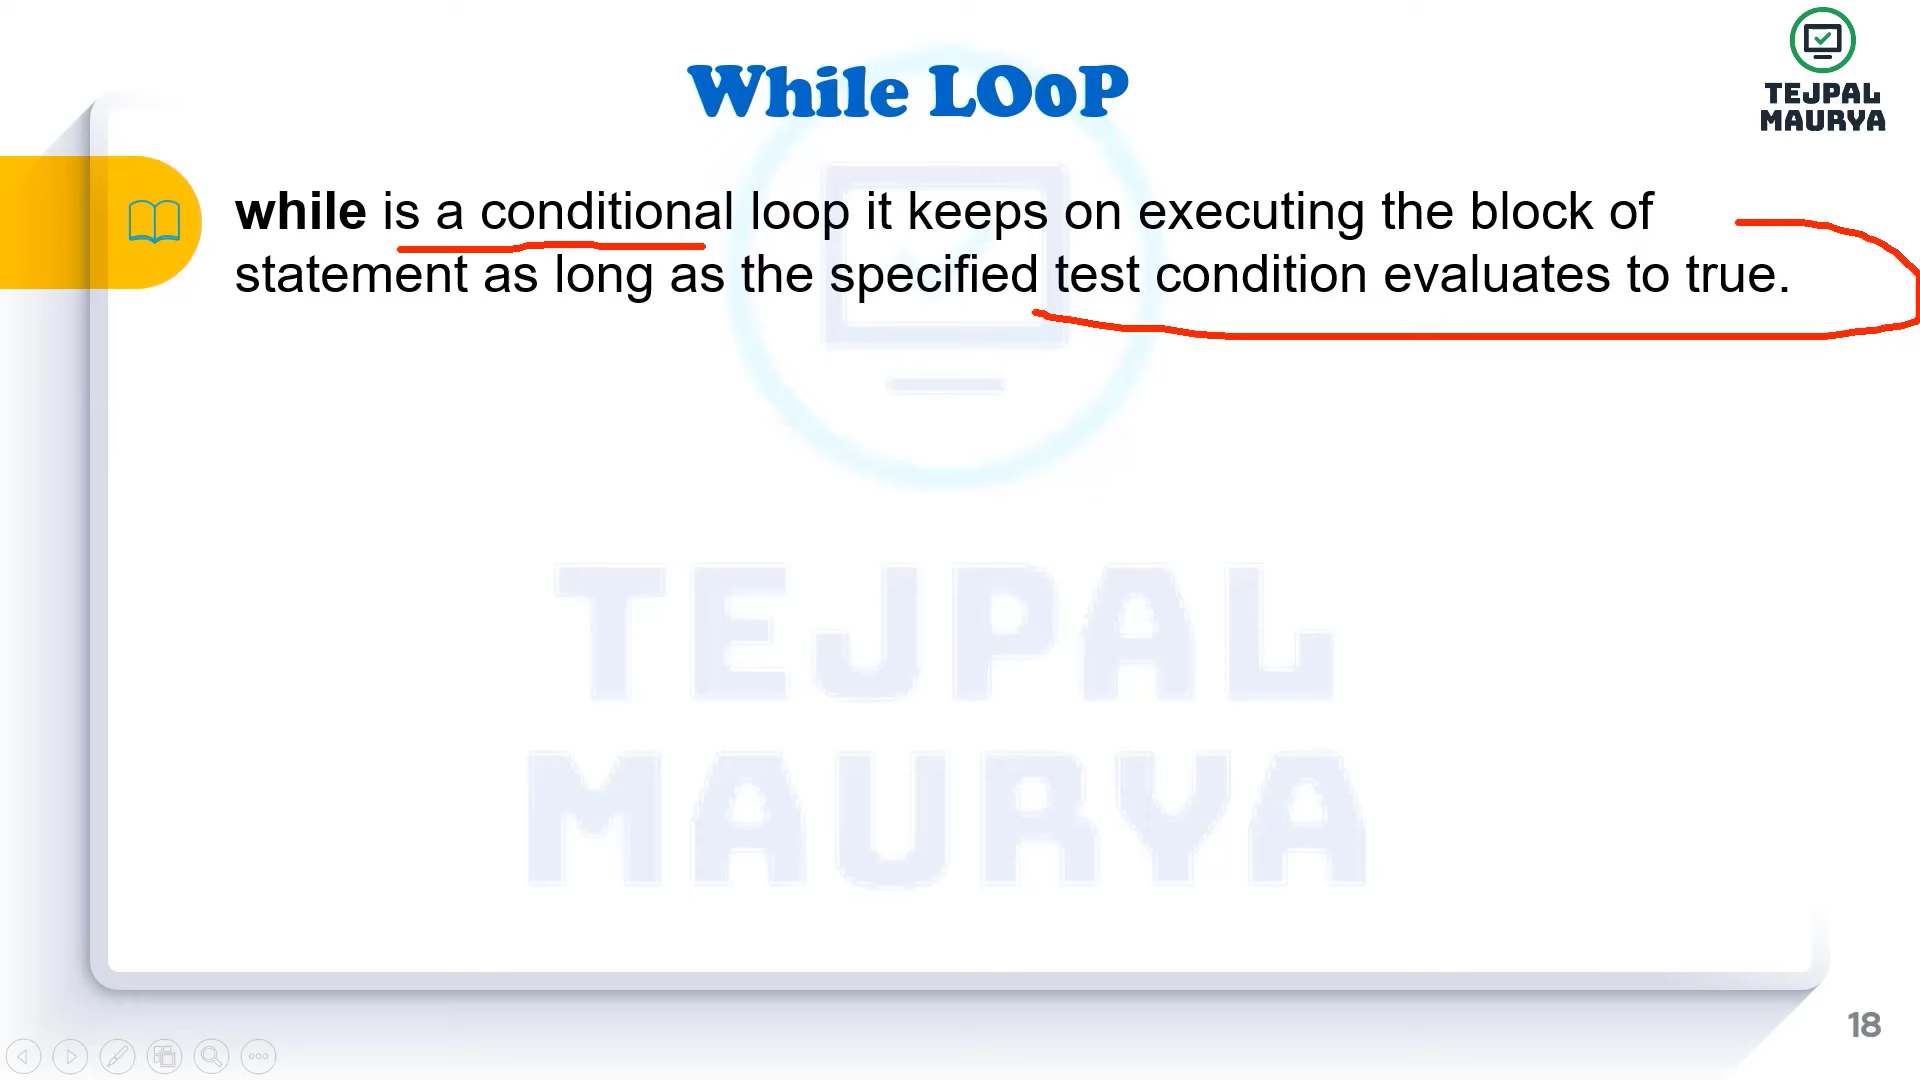 While LOoP
TEJPAL
MAURYA
while is a conditional loop it keeps on executing the block of
statement as long as the specified test condition evaluates to true.
TEJPAL
MAURYA
18